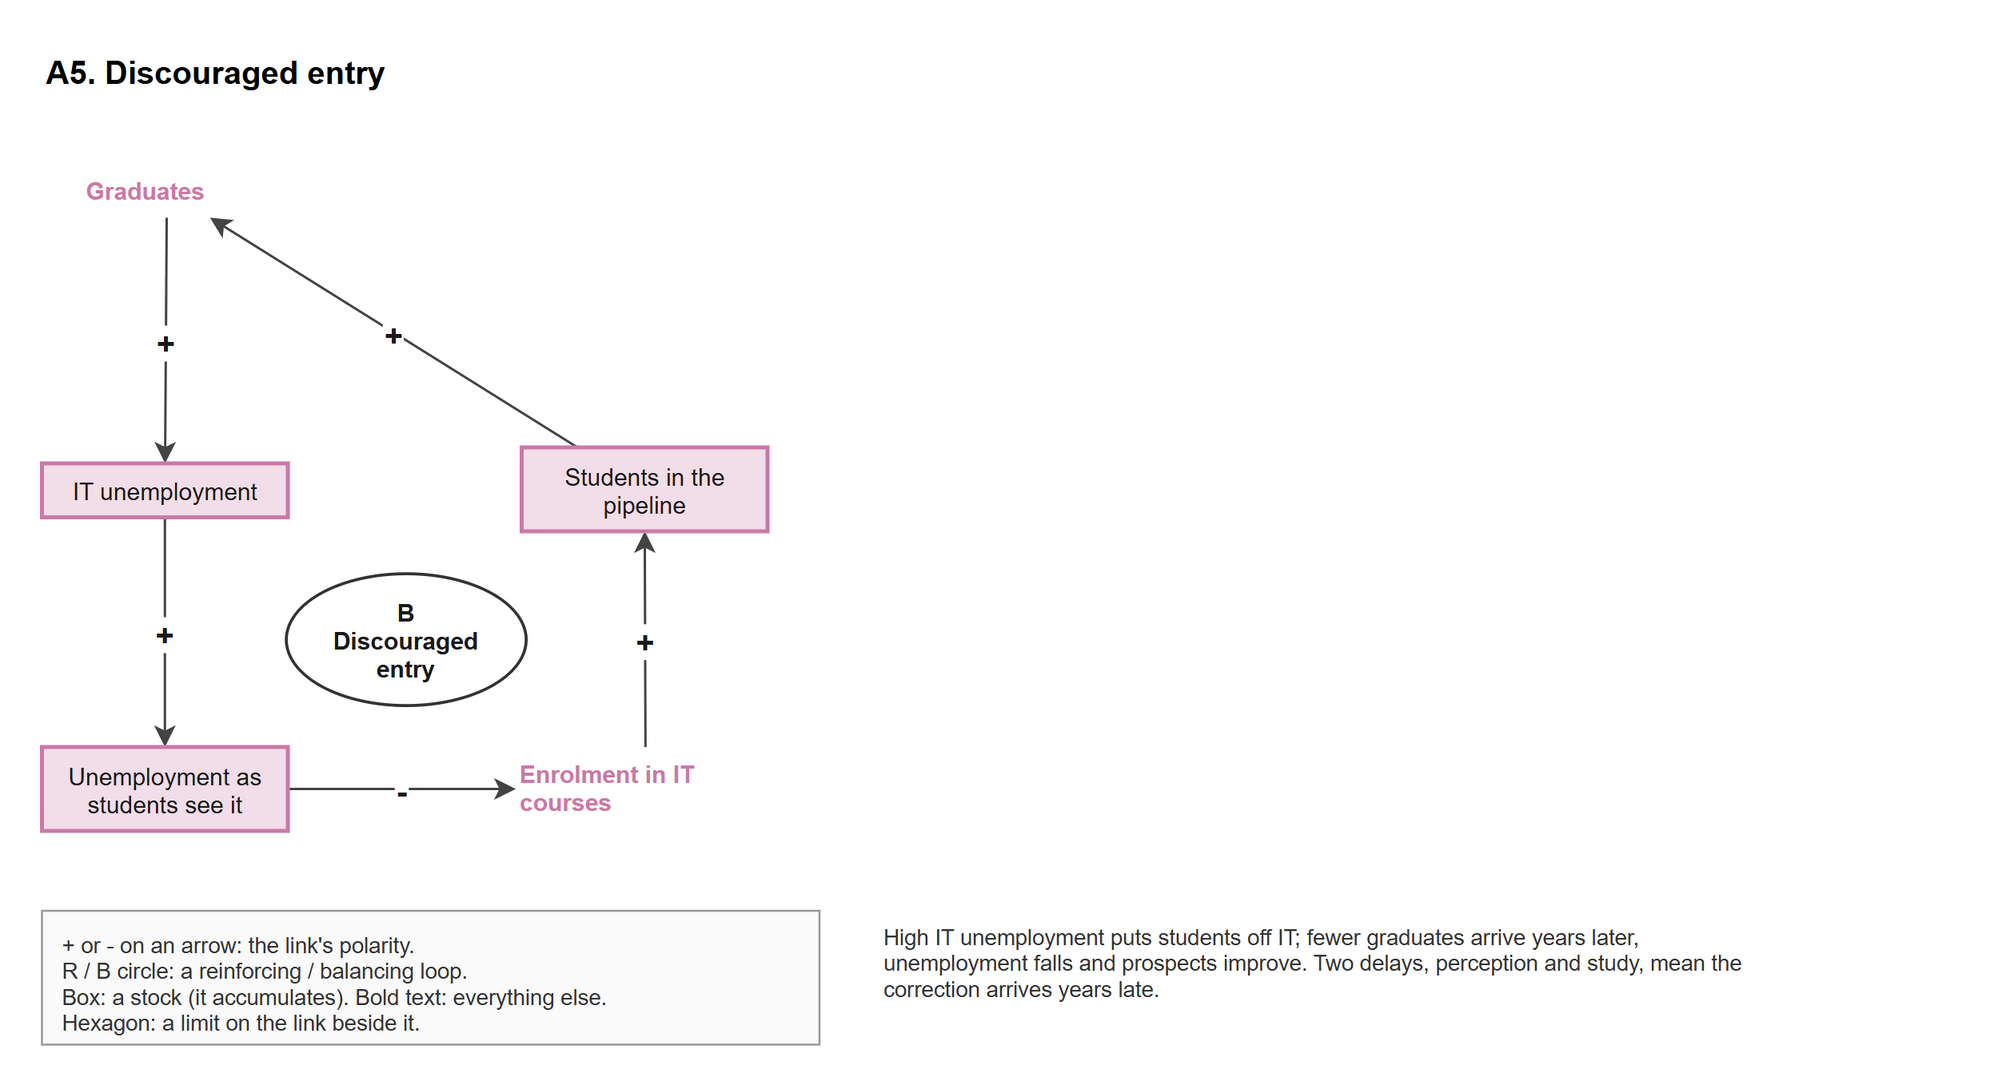 A5. Discouraged entry
Graduates
+
+
IT unemployment
Students in the
pipeline
+
B
Discouraged
entry
+
Unemployment as
students see it
-
Enrolment in IT
courses
+ or - on an arrow: the link's polarity.
R / B circle: a reinforcing / balancing loop.
Box: a stock (it accumulates). Bold text: everything else.
Hexagon: a limit on the link beside it.
High IT unemployment puts students off IT; fewer graduates arrive years later,
unemployment falls and prospects improve. Two delays, perception and study, mean the
correction arrives years late.